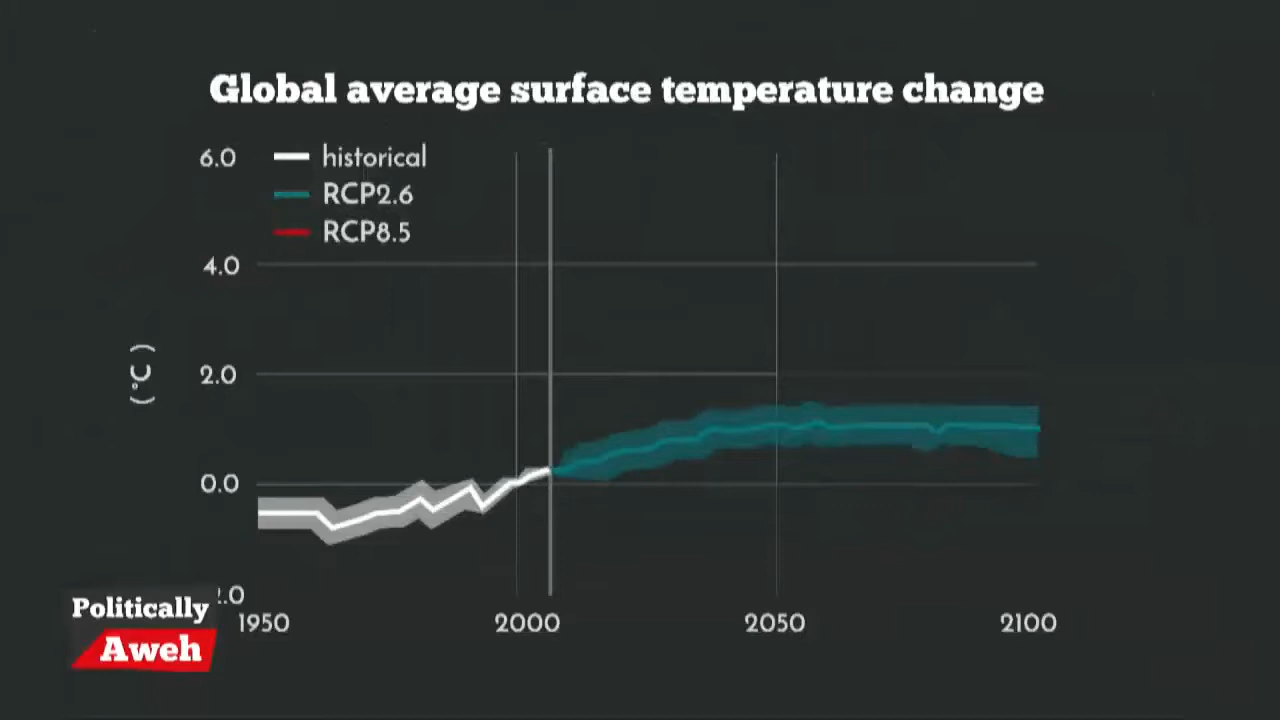 Global average surface temperature change
6.0
historical
RCP2.6
RCP8.5
4.0
(°C)
2.0
0.0
.0
1950
2000
2050
2100
Politically
Aweh